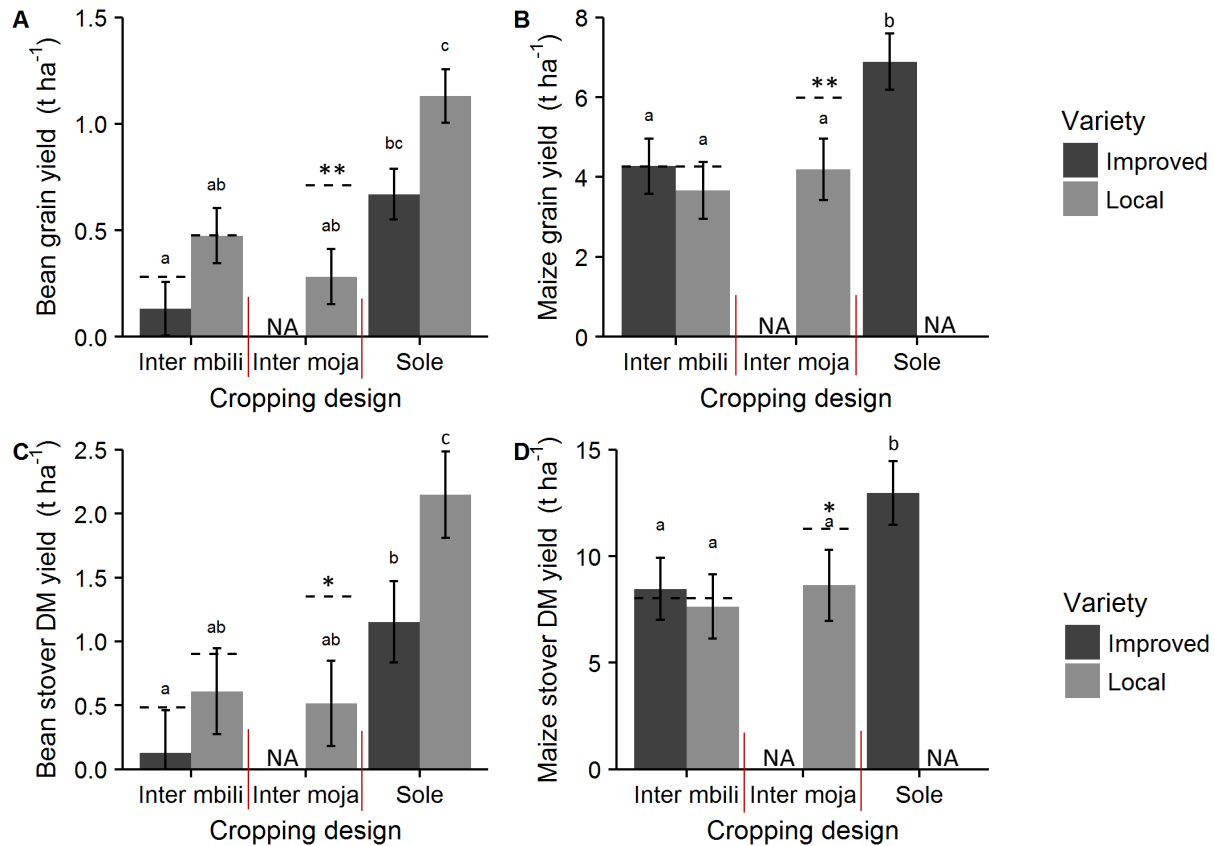 A
Bean grain yield (t ha⁻¹)
1.5
1.0
0.5
0.0
a
ab
**
ab
bc
c
NA
Inter mbili
Inter moja
Sole
Cropping design
B
Maize grain yield (t ha⁻¹)
8
6
4
2
0
a
a
**
a
b
NA
NA
Inter mbili
Inter moja
Sole
Cropping design
Variety
Improved
Local
C
Bean stover DM yield (t ha⁻¹)
2.5
2.0
1.5
1.0
0.5
0.0
a
ab
*
ab
b
c
NA
Inter mbili
Inter moja
Sole
Cropping design
D
Maize stover DM yield (t ha⁻¹)
15
10
5
0
a
a
*
a
b
NA
NA
Inter mbili
Inter moja
Sole
Cropping design
Variety
Improved
Local